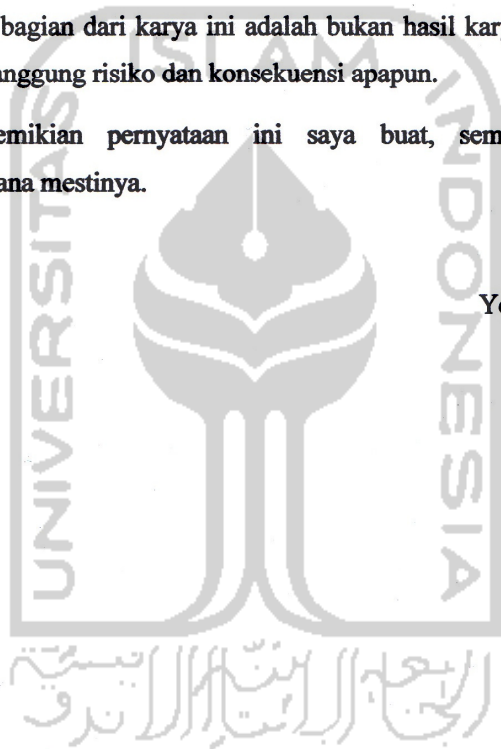 bagian dari karya ini adalah bukan hasil kary
anggung risiko dan konsekuensi apapun.
emikian pernyataan ini saya buat, sem
ana mestinya.
Y
ISLAM
UNIVERSITAS
INDONESIA